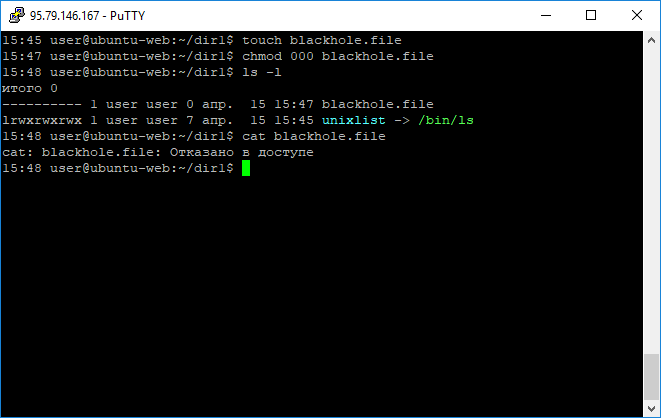 95.79.146.167 - PuTTY
15:45 user@ubuntu-web:~/dir1$ touch blackhole.file
15:47 user@ubuntu-web:~/dir1$ chmod 000 blackhole.file
15:48 user@ubuntu-web:~/dir1$ ls -l
итого 0
---------- 1 user user 0 апр.  15 15:47 blackhole.file
lrwxrwxrwx 1 user user 7 апр.  15 15:45 unixlist -> /bin/ls
15:48 user@ubuntu-web:~/dir1$ cat blackhole.file
cat: blackhole.file: Отказано в доступе
15:48 user@ubuntu-web:~/dir1$